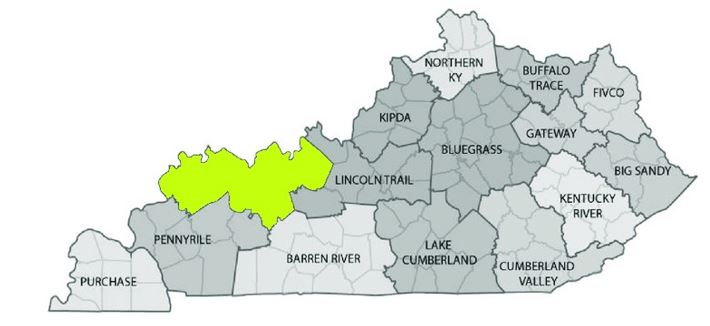 NORTHERN
KY
BUFFALO
TRACE
FIVCO
KIPDA
GATEWAY
BLUEGRASS
BIG SANDY
LINCOLN TRAIL
KENTUCKY
RIVER
PENNYRILE
LAKE
CUMBERLAND
BARREN RIVER
CUMBERLAND
VALLEY
PURCHASE